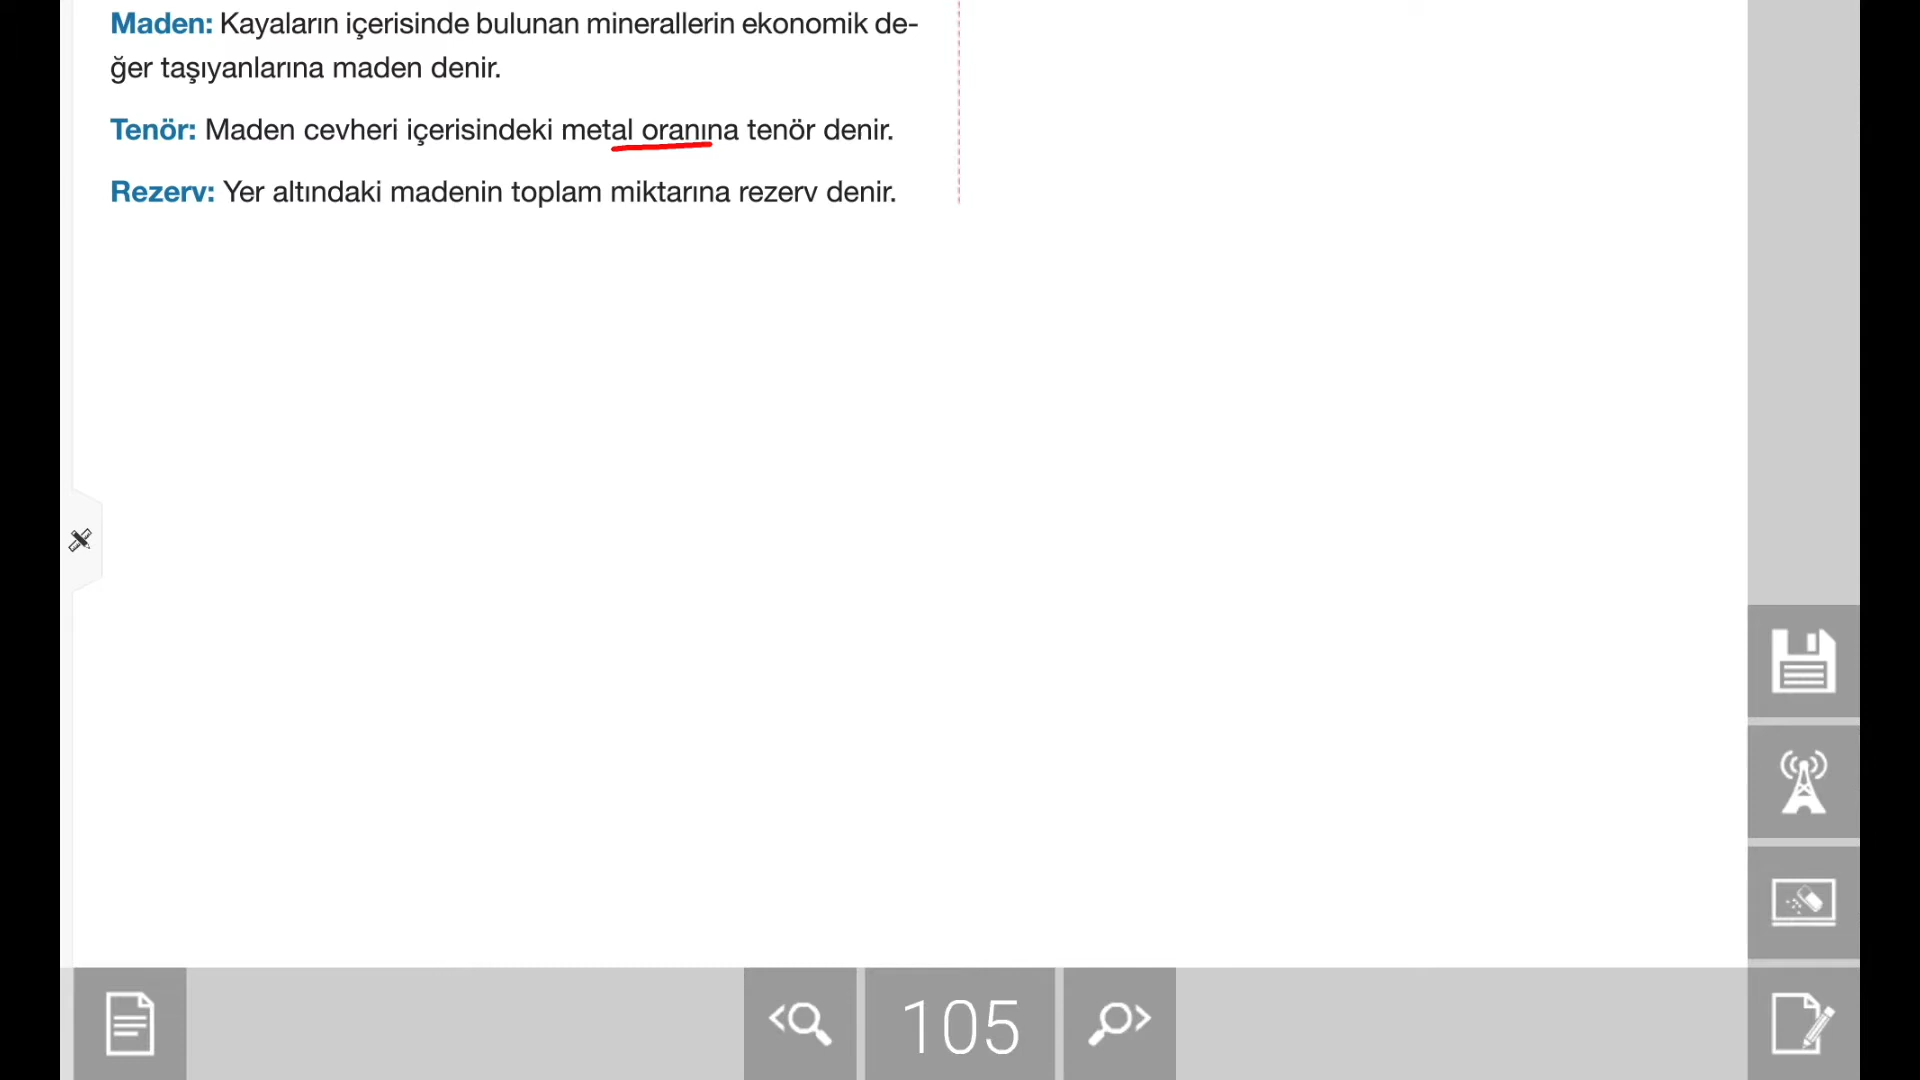 Maden: Kayaların içerisinde bulunan minerallerin ekonomik de-
ğer taşıyanlarına maden denir.
Tenör: Maden cevheri içerisindeki metal oranına tenör denir.
Rezerv: Yer altındaki madenin toplam miktarına rezerv denir.
105